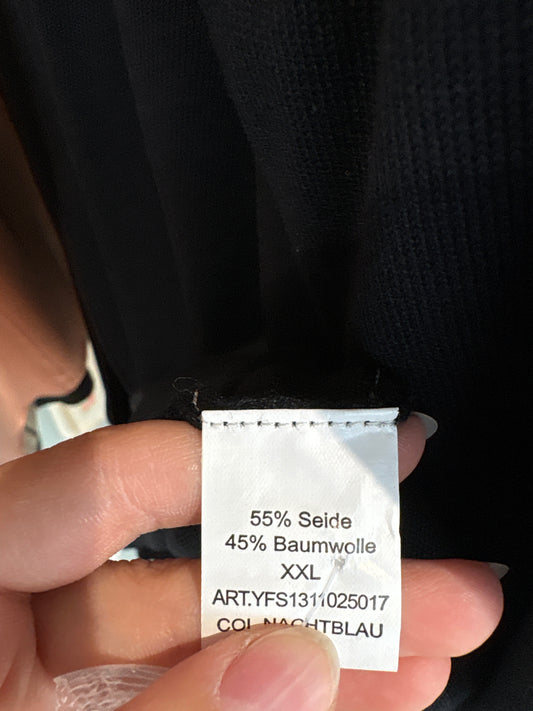 55% Seide
45% Baumwolle
XXL
ART.YFS1311025017
COL.NACHTBLAU